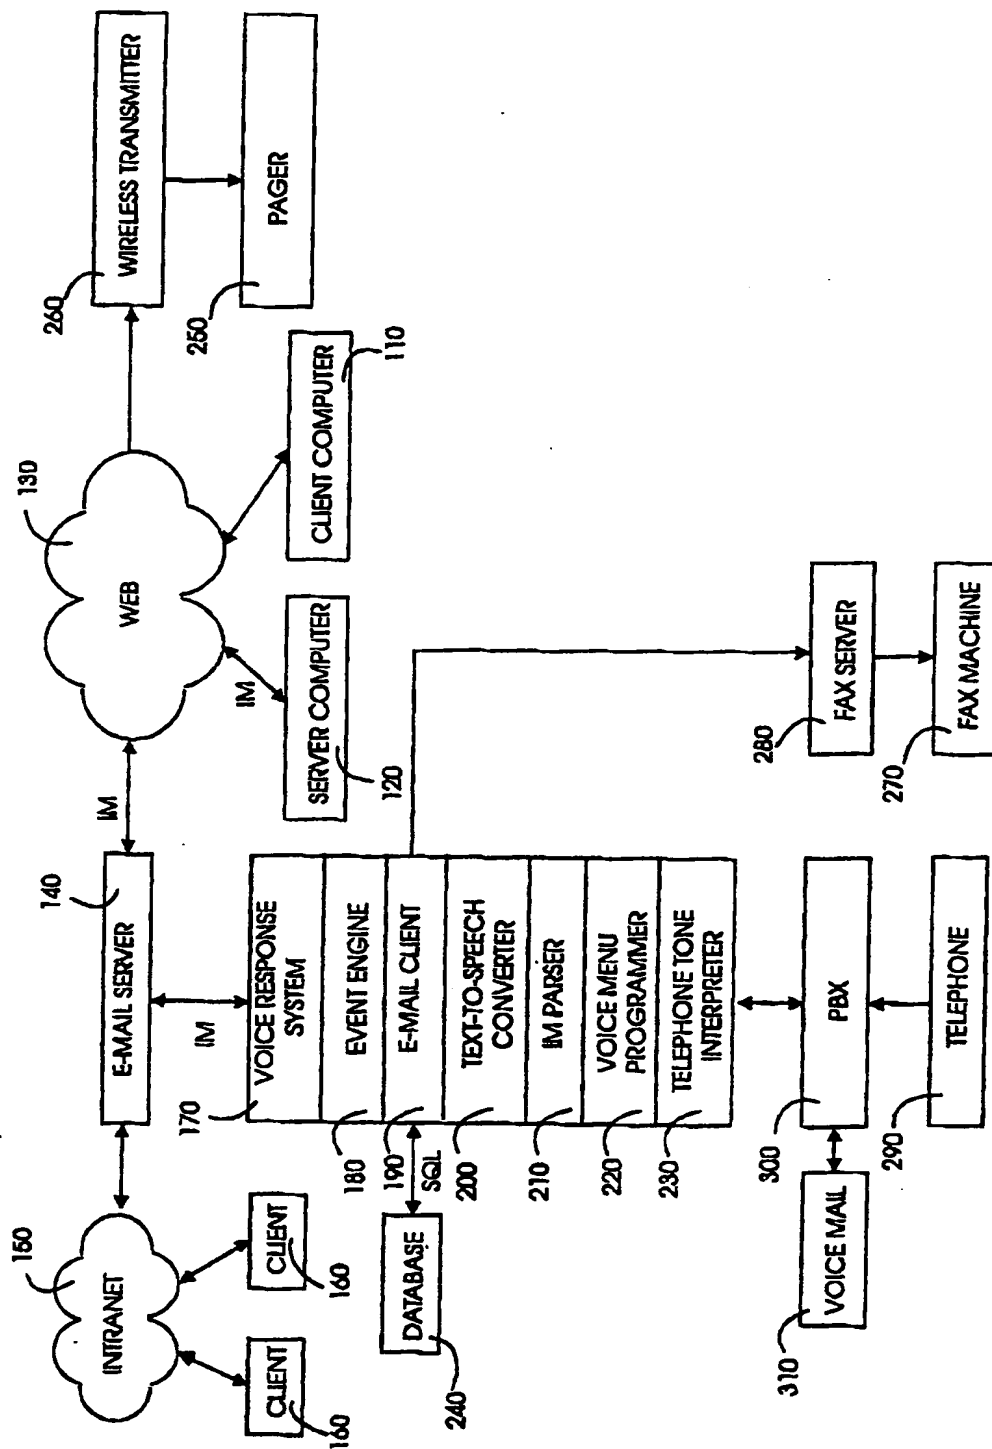 150
INTRANET
CLIENT
160
CLIENT
160
140
E-MAIL SERVER
IM
IM
130
WEB
IM
260
WIRELESS TRANSMITTER
250
PAGER
SERVER COMPUTER
120
CLIENT COMPUTER
110
170
VOICE RESPONSE
SYSTEM
180
EVENT ENGINE
190
E-MAIL CLIENT
SQL
DATABASE
240
200
TEXT-TO-SPEECH
CONVERTER
210
IM PARSER
220
VOICE MENU
PROGRAMMER
230
TELEPHONE TONE
INTERPRETER
280
FAX SERVER
270
FAX MACHINE
300
PBX
310
VOICE MAIL
290
TELEPHONE